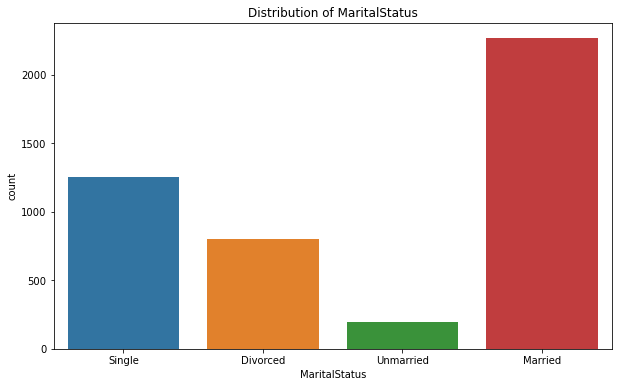 Distribution of MaritalStatus
count
2000
1500
1000
500
0
Single Divorced Unmarried Married
MaritalStatus